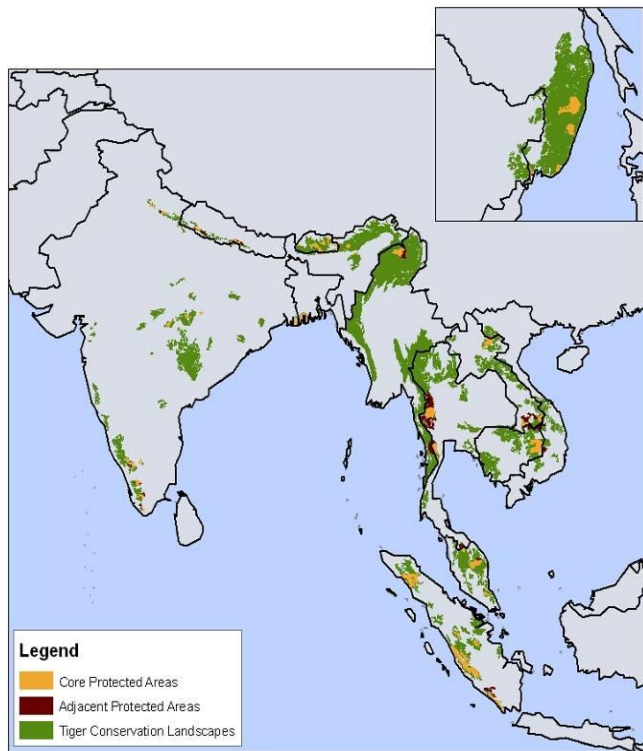 Legend
Core Protected Areas
Adjacent Protected Areas
Tiger Conservation Landscapes